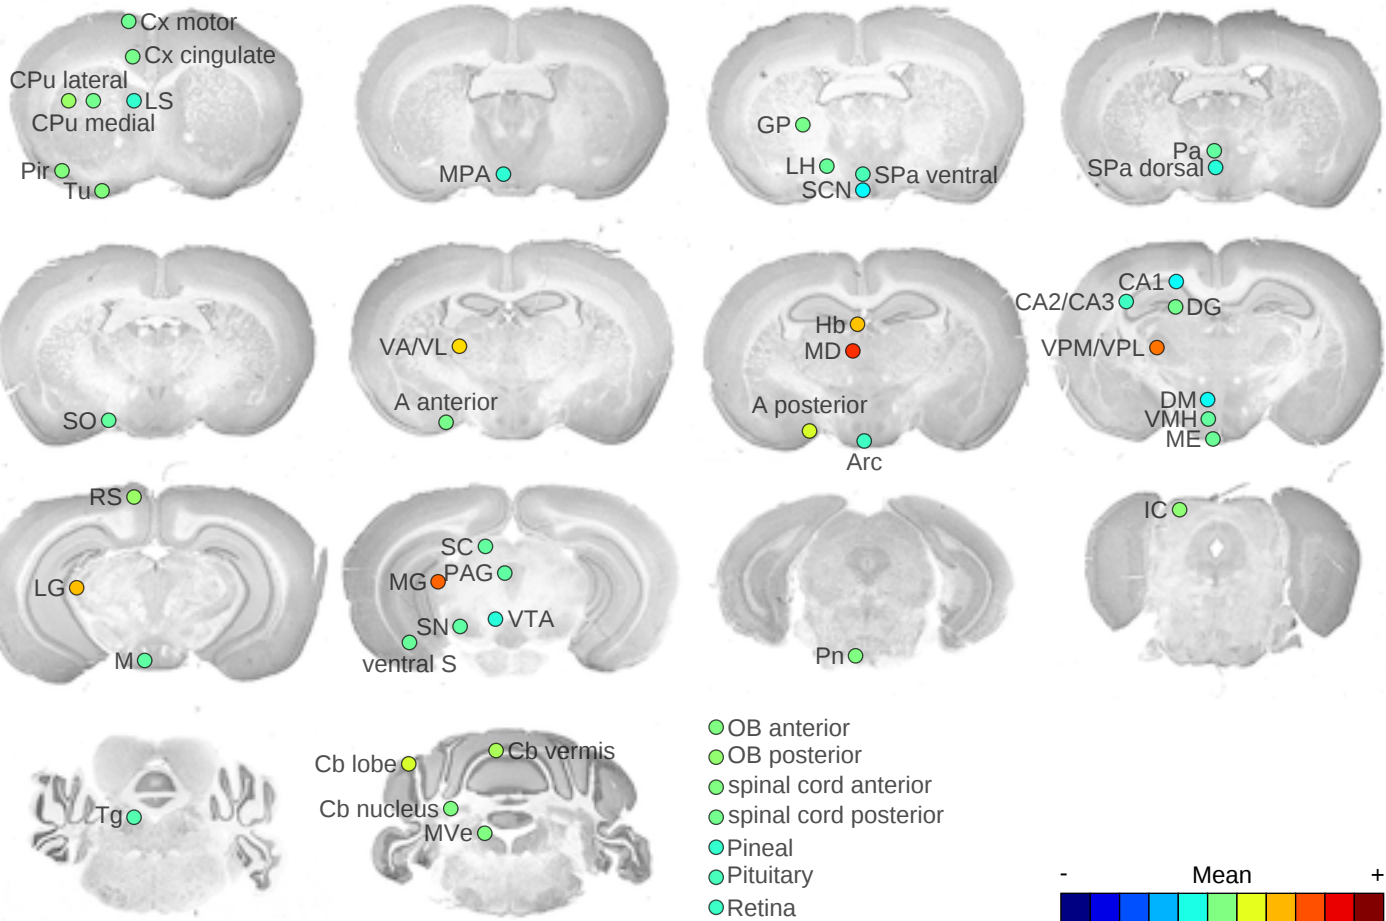 Cx motor
Cx cingulate
CPu lateral
LS
CPu medial
Pir
Tu
MPA
GP
LH
SPa ventral
SCN
Pa
SPa dorsal
SO
VA/VL
A anterior
Hb
MD
A posterior
Arc
CA1
CA2/CA3
DG
VPM/VPL
DM
VMH
ME
RS
LG
M
SC
MG
PAG
SN
VTA
ventral S
Pn
IC
Tg
Cb lobe
Cb vermis
Cb nucleus
MVe
OB anterior
OB posterior
spinal cord anterior
spinal cord posterior
Pineal
Pituitary
Retina
- Mean +